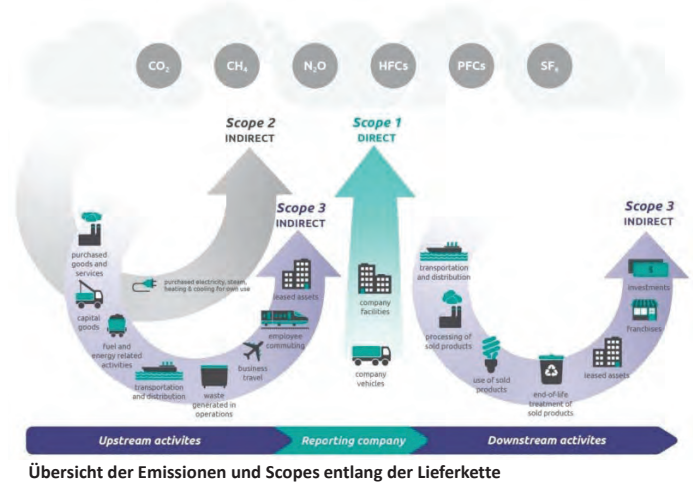 CO₂
CH₄
N₂O
HFCs
PFCs
SF₆
Scope 2
INDIRECT
Scope 1
DIRECT
Scope 3
INDIRECT
Scope 3
INDIRECT
purchased
goods and
services
capital
goods
fuel and
energy related
activities
transportation
and distribution
waste
generated in
operations
business
travel
employee
commuting
leased assets
purchased electricity, steam,
heating & cooling for own use
company
facilities
company
vehicles
transportation
and distribution
processing of
sold products
use of sold
products
end-of-life
treatment of
sold products
leased assets
franchises
investments
Upstream activites
Reporting company
Downstream activites
Übersicht der Emissionen und Scopes entlang der Lieferkette